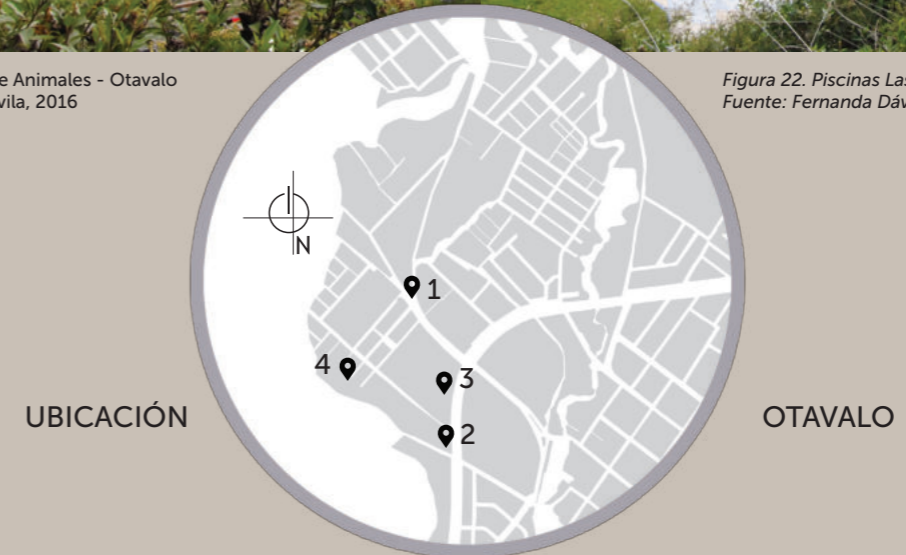 e Animales - Otavalo
vila, 2016
Figura 22. Piscinas Las
Fuente: Fernanda Dáv
N
1
4
3
2
UBICACIÓN
OTAVALO